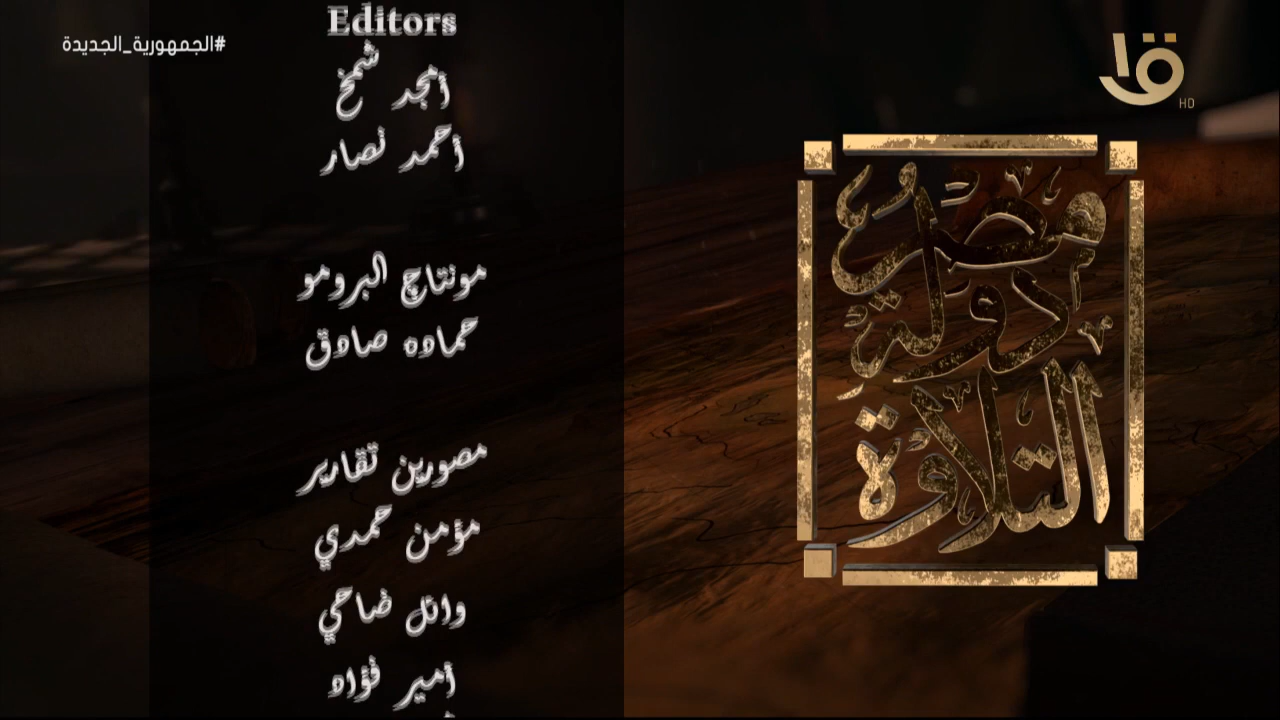 #الجمهورية_الجديدة
HD
Editors
أمجد شمخ
أحمد نصار
مونتاج البرومو
حماده صادق
مصورين تقارير
مؤمن حمدي
وائل ضاحي
أمير فؤاد
مصر
دولة
التلاوة